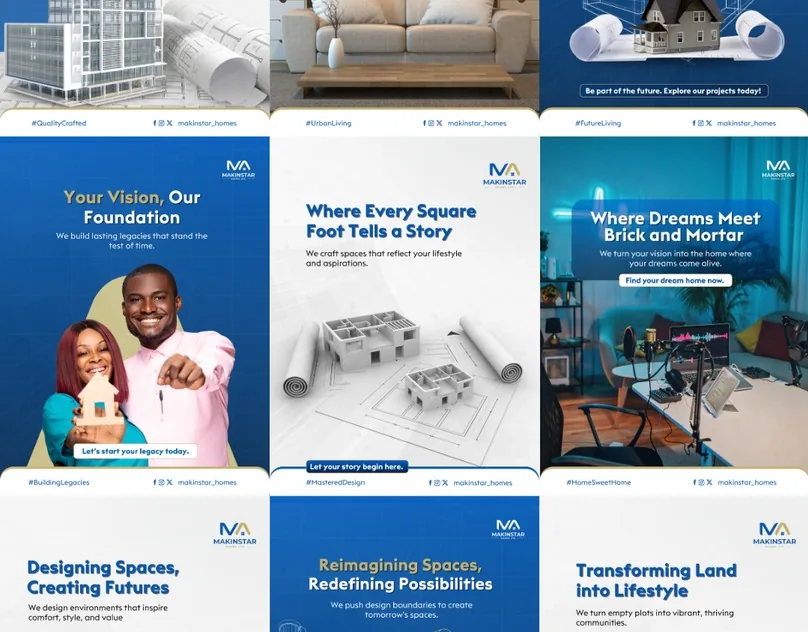 Be part of the future. Explore our projects today!
#QualityCrafted
makinstar_homes
#UrbanLiving
makinstar_homes
#FutureLiving
makinstar_homes
MAKINSTAR
Your Vision, Our
Foundation
We build lasting legacies that stand the
test of time.
Let's start your legacy today.
#BuildingLegacies
makinstar_homes
MAKINSTAR
Where Every Square
Foot Tells a Story
We craft spaces that reflect your lifestyle
and aspirations.
Let your story begin here.
#MasteredDesign
makinstar_homes
MAKINSTAR
Where Dreams Meet
Brick and Mortar
We turn your vision into the home where
your dreams come alive.
Find your dream home now.
#HomeSweetHome
makinstar_homes
MAKINSTAR
Designing Spaces,
Creating Futures
We design environments that inspire
comfort, style, and value
MAKINSTAR
Reimagining Spaces,
Redefining Possibilities
We push design boundaries to create
tomorrow's spaces.
MAKINSTAR
Transforming Land
into Lifestyle
We turn empty plots into vibrant, thriving
communities.